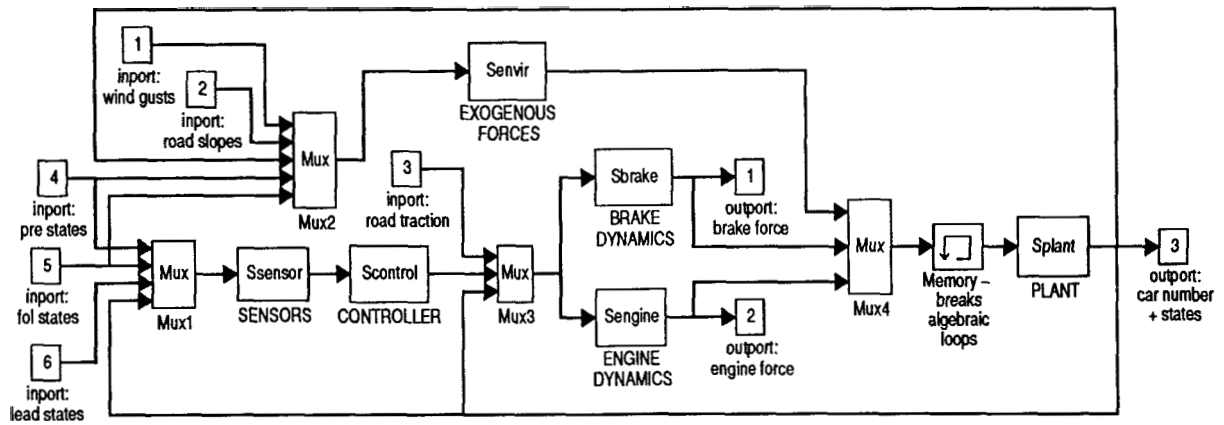 1
inport:
wind gusts
2
inport:
road slopes
Mux
Mux2
Senvir
EXOGENOUS
FORCES
3
inport:
road traction
4
inport:
pre states
5
inport:
fol states
6
inport:
lead states
Mux
Mux1
Ssensor
SENSORS
Scontrol
CONTROLLER
Mux
Mux3
Sbrake
BRAKE
DYNAMICS
1
outport:
brake force
Sengine
ENGINE
DYNAMICS
2
outport:
engine force
Mux
Mux4
Memory –
breaks
algebraic
loops
Splant
PLANT
3
outport:
car number
+ states